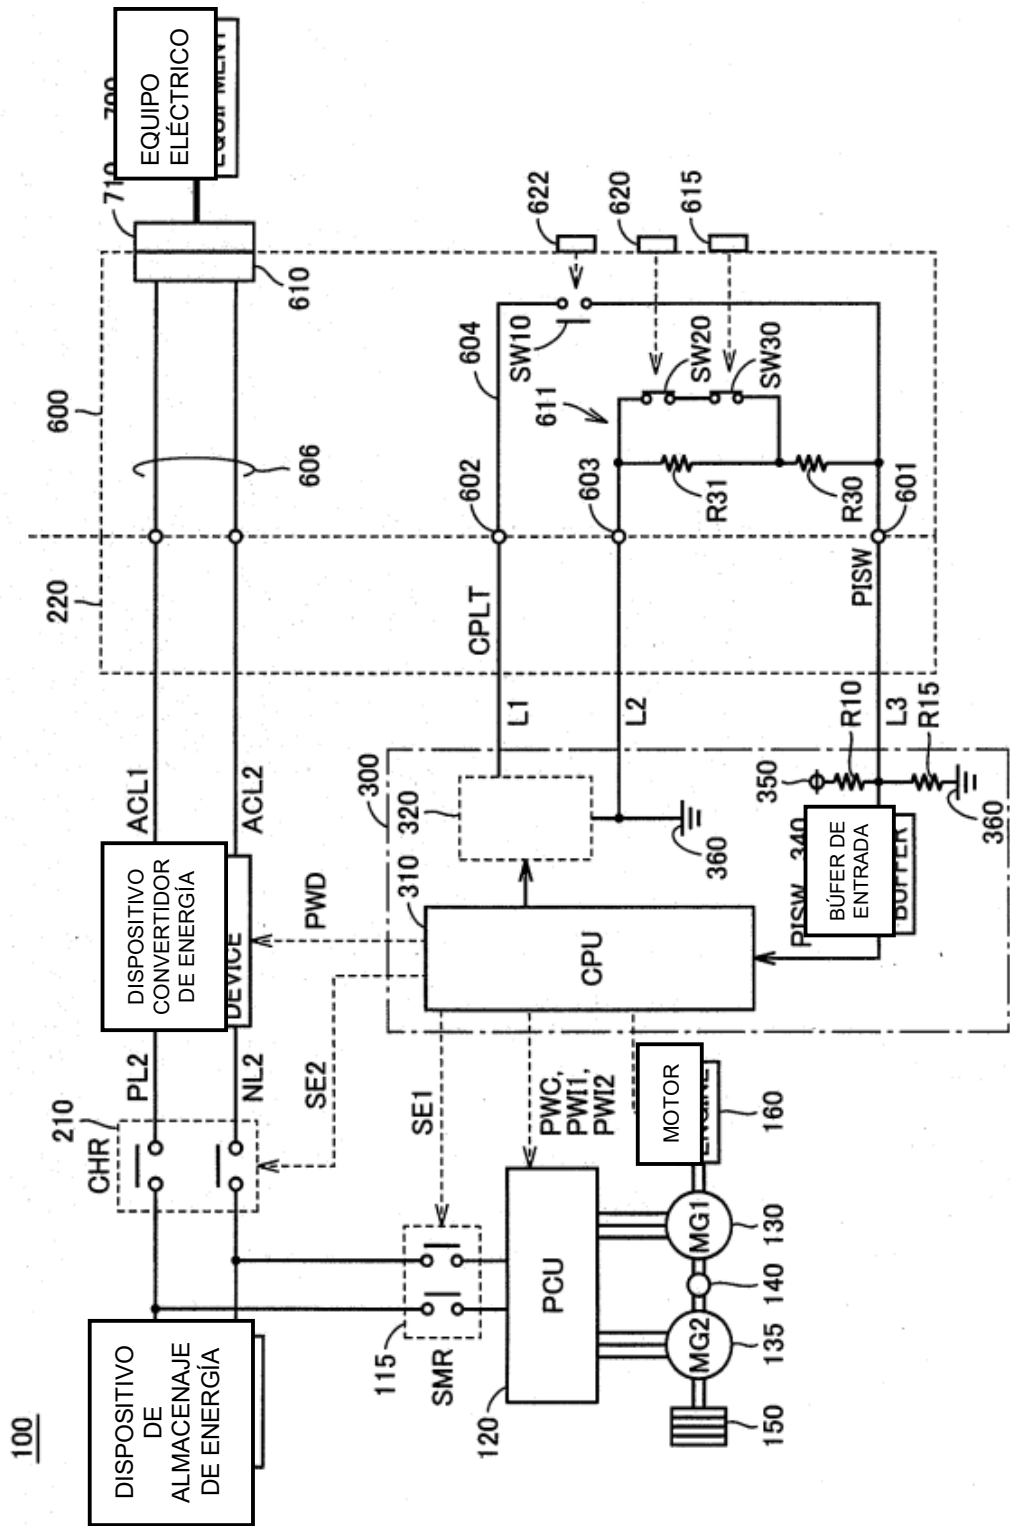 100
DISPOSITIVO
DE
ALMACENAJE
DE ENERGÍA
CHR
210
PL2
NL2
DISPOSITIVO
CONVERTIDOR
DE ENERGÍA
DEVICE
ACL1
ACL2
220
600
606
610
710
EQUIPO
ELÉCTRICO
115
SMR
SE1
SE2
PWD
310
320
300
120
PCU
PWC,
PWI1,
PWI2
CPU
L1
CPLT
602
604
SW10
622
611
603
L2
620
615
SW20
SW30
R31
R30
360
MG2
MG1
MOTOR
150
135
140
130
160
PISW
340
BÚFER DE
ENTRADA
350
R10
L3
R15
360
PISW
601